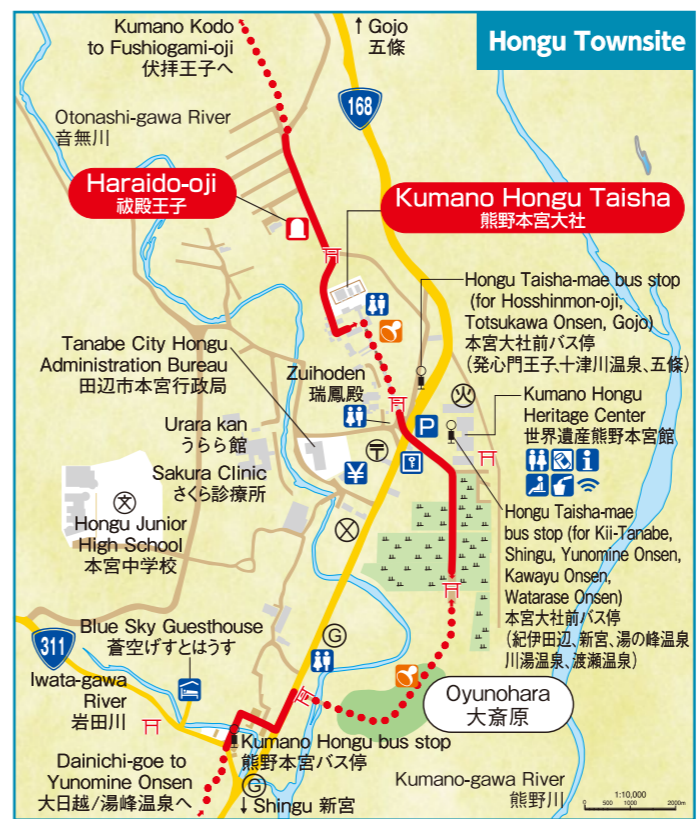 Hongu Townsite
Kumano Kodo
to Fushiogami-oji
伏拝王子へ
↑ Gojo
五條
168
Otonashi-gawa River
音無川
Haraido-oji
祓殿王子
Kumano Hongu Taisha
熊野本宮大社
Hongu Taisha-mae bus stop
(for Hosshinmon-oji,
Totsukawa Onsen, Gojo)
本宮大社前バス停
(発心門王子、十津川温泉、五條)
Tanabe City Hongu
Administration Bureau
田辺市本宮行政局
Zuihoden
瑞鳳殿
火
P
Kumano Hongu
Heritage Center
世界遺産熊野本宮館
i
Urara kan
うらら館
〒
¥
Sakura Clinic
さくら診療所
文
Hongu Junior
High School
本宮中学校
Hongu Taisha-mae
bus stop (for Kii-Tanabe,
Shingu, Yunomine Onsen,
Kawayu Onsen,
Watarase Onsen)
本宮大社前バス停
(紀伊田辺、新宮、湯の峰温泉
川湯温泉、渡瀬温泉)
311
Blue Sky Guesthouse
蒼空げすとはうす
G
Iwata-gawa
River
岩田川
Oyunohara
大斎原
Kumano Hongu bus stop
熊野本宮バス停
Dainichi-goe to
Yunomine Onsen
大日越/湯峰温泉へ
G
↓ Shingu 新宮
Kumano-gawa River
熊野川
1:10,000
0 500 1000 2000m